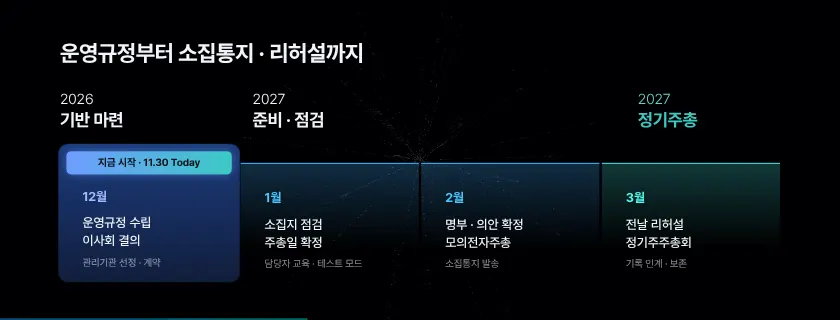 운영규정부터 소집통지 · 리허설까지
2026
기반 마련
2027
준비 · 점검
2027
정기주총
지금 시작 · 11.30 Today
12월
운영규정 수립
이사회 결의
관리기관 선정 · 계약
1월
소집지 점검
주총일 확정
담당자 교육 · 테스트 모드
2월
명부 · 의안 확정
모의전자주총
소집통지 발송
3월
전날 리허설
정기주주총회
기록 인계 · 보존